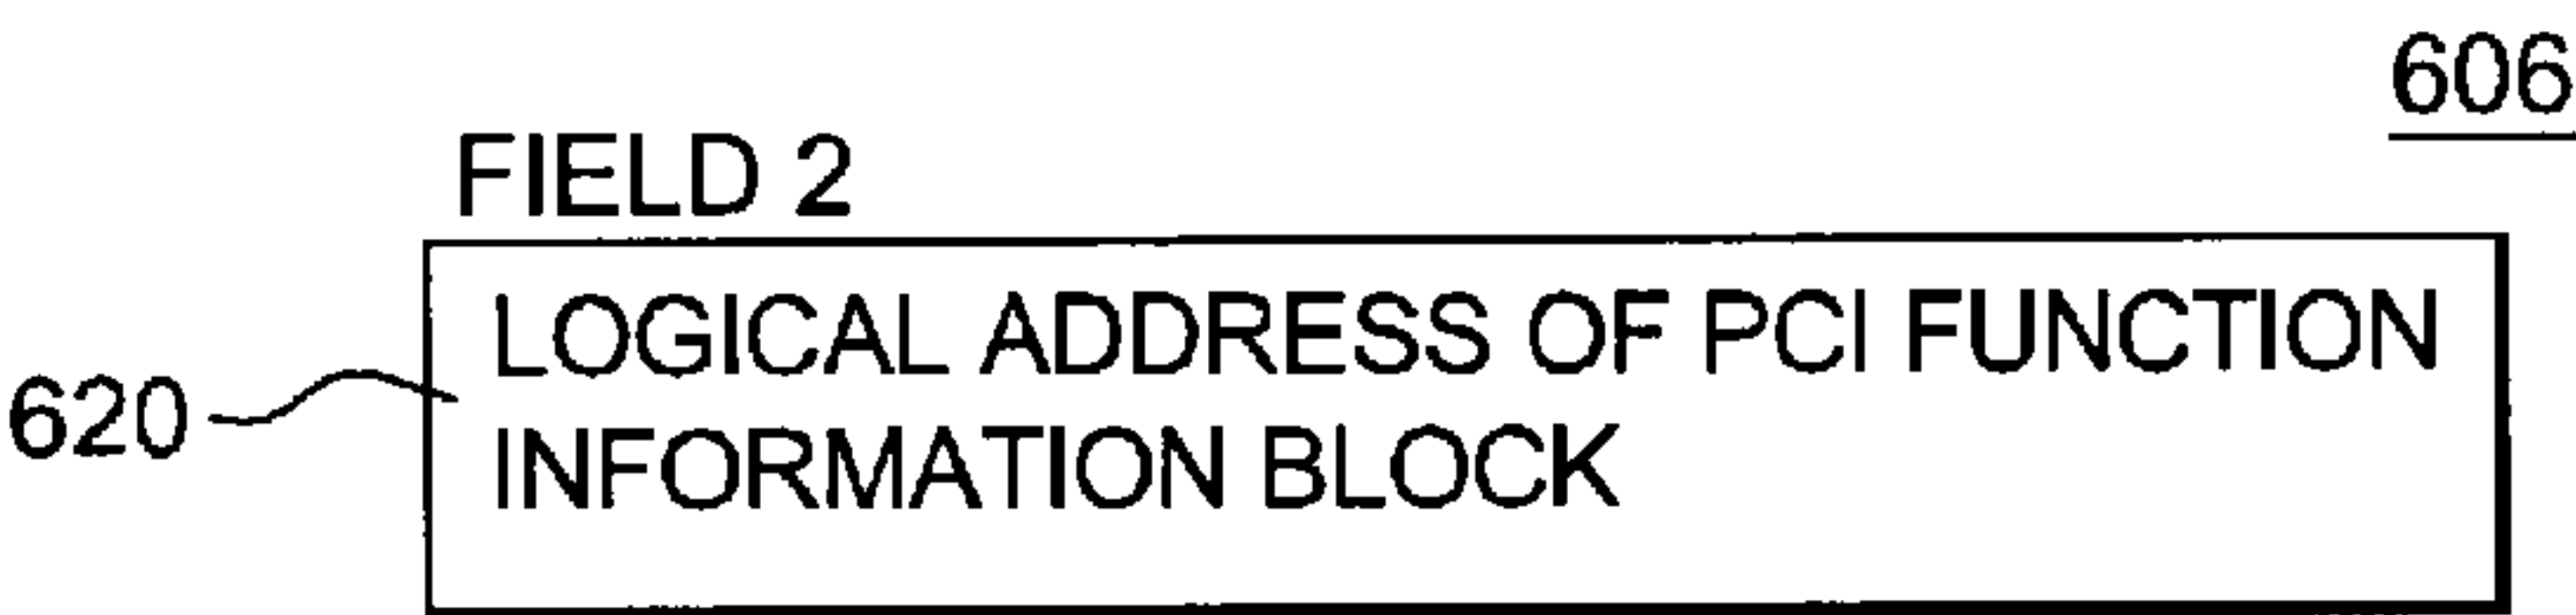 606
FIELD 2
LOGICAL ADDRESS OF PCI FUNCTION
620
INFORMATION BLOCK